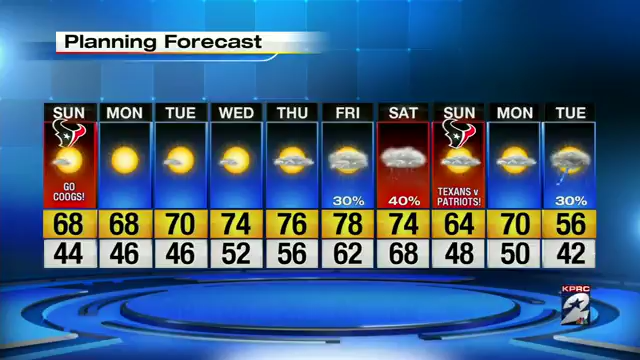 Planning Forecast
SUN MON TUE WED THU FRI SAT SUN MON TUE
GO COOGS!
TEXANS v PATRIOTS!
30% 40% 30%
68 68 70 74 76 78 74 64 70 56
44 46 46 52 56 62 68 48 50 42
KPRC
2